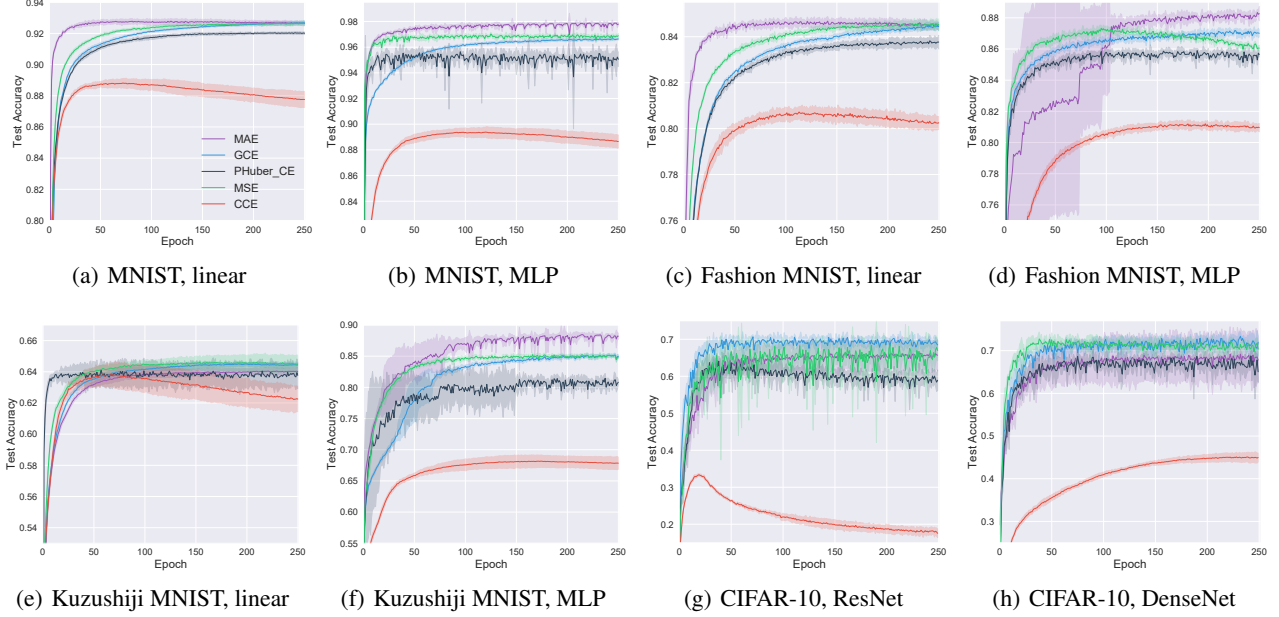 Test Accuracy
0.94
0.92
0.90
0.88
0.86
0.84
0.82
0.80
MAE
GCE
PHuber_CE
MSE
CCE
0 50 100 150 200 250
Epoch
(a) MNIST, linear
Test Accuracy
0.98
0.96
0.94
0.92
0.90
0.88
0.86
0.84
0 50 100 150 200 250
Epoch
(b) MNIST, MLP
Test Accuracy
0.84
0.82
0.80
0.78
0.76
0 50 100 150 200 250
Epoch
(c) Fashion MNIST, linear
Test Accuracy
0.88
0.86
0.84
0.82
0.80
0.78
0.76
0 50 100 150 200 250
Epoch
(d) Fashion MNIST, MLP
Test Accuracy
0.66
0.64
0.62
0.60
0.58
0.56
0.54
0 50 100 150 200 250
Epoch
(e) Kuzushiji MNIST, linear
Test Accuracy
0.90
0.85
0.80
0.75
0.70
0.65
0.60
0.55
0 50 100 150 200 250
Epoch
(f) Kuzushiji MNIST, MLP
Test Accuracy
0.7
0.6
0.5
0.4
0.3
0.2
0 50 100 150 200 250
Epoch
(g) CIFAR-10, ResNet
Test Accuracy
0.7
0.6
0.5
0.4
0.3
0 50 100 150 200 250
Epoch
(h) CIFAR-10, DenseNet